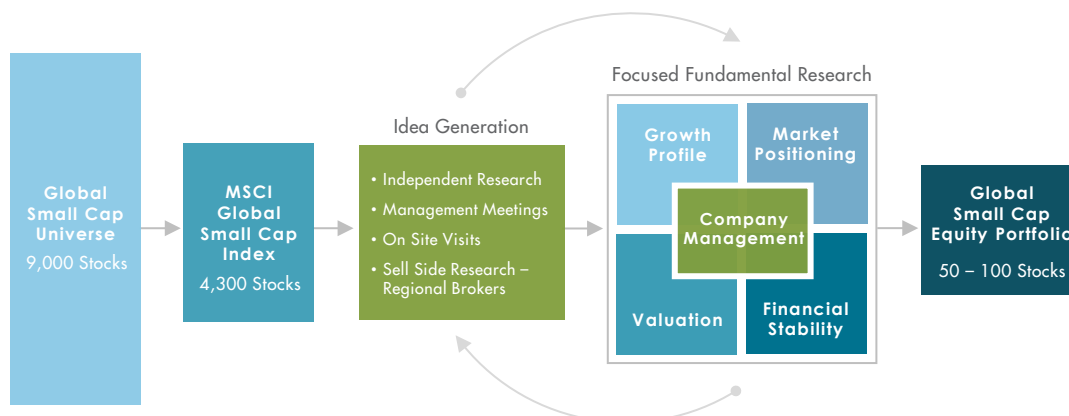 Global
Small Cap
Universe
9,000 Stocks
MSCI
Global
Small Cap
Index
4,300 Stocks
Idea Generation
• Independent Research
• Management Meetings
• On Site Visits
• Sell Side Research –
Regional Brokers
Focused Fundamental Research
Growth
Profile
Market
Positioning
Company
Management
Valuation
Financial
Stability
Global
Small Cap
Equity Portfolio
50 – 100 Stocks